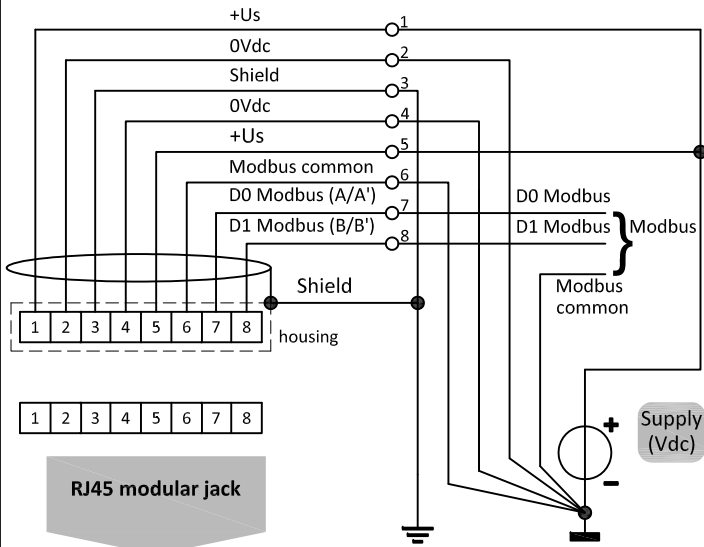 +Us 1
0Vdc 2
Shield 3
0Vdc 4
+Us 5
Modbus common 6
D0 Modbus (A/A') 7 D0 Modbus
D1 Modbus (B/B') 8 D1 Modbus } Modbus
Modbus
common
Shield
1 2 3 4 5 6 7 8
housing
1 2 3 4 5 6 7 8
+
Supply
(Vdc)
–
RJ45 modular jack